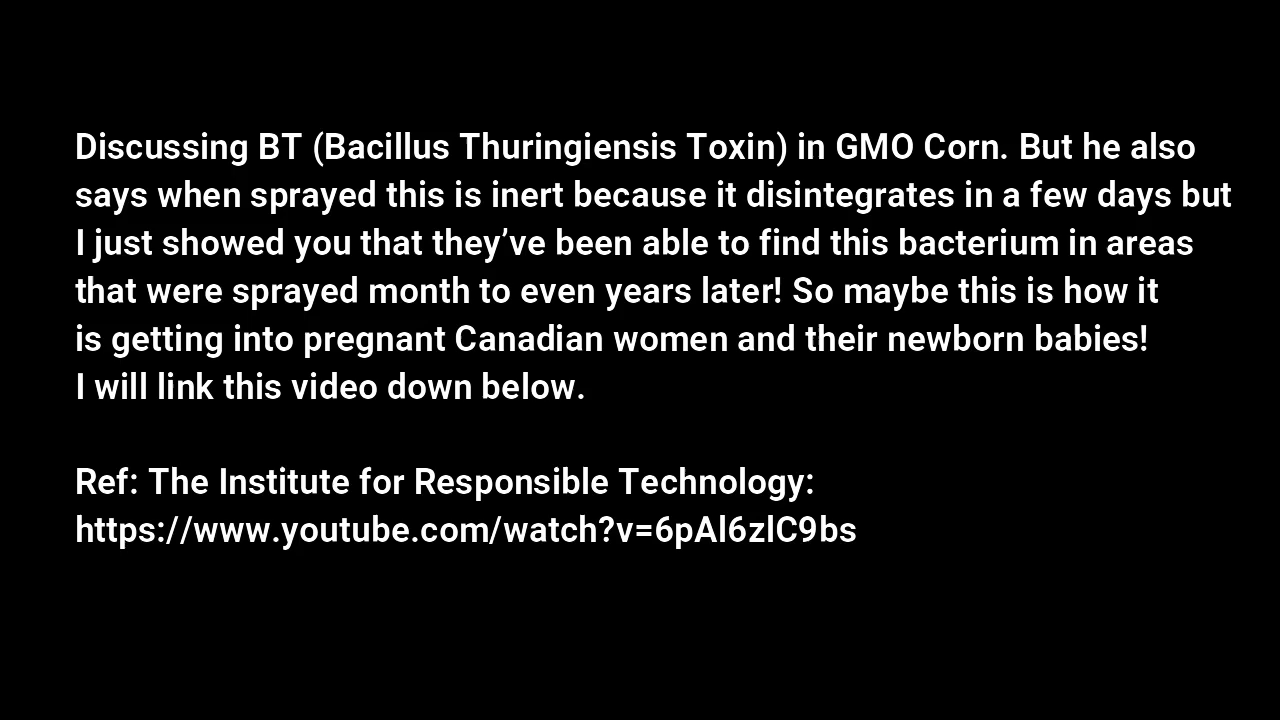 Discussing BT (Bacillus Thuringiensis Toxin) in GMO Corn. But he also
says when sprayed this is inert because it disintegrates in a few days but
I just showed you that they’ve been able to find this bacterium in areas
that were sprayed month to even years later! So maybe this is how it
is getting into pregnant Canadian women and their newborn babies!
I will link this video down below.
Ref: The Institute for Responsible Technology:
https://www.youtube.com/watch?v=6pAl6zlC9bs